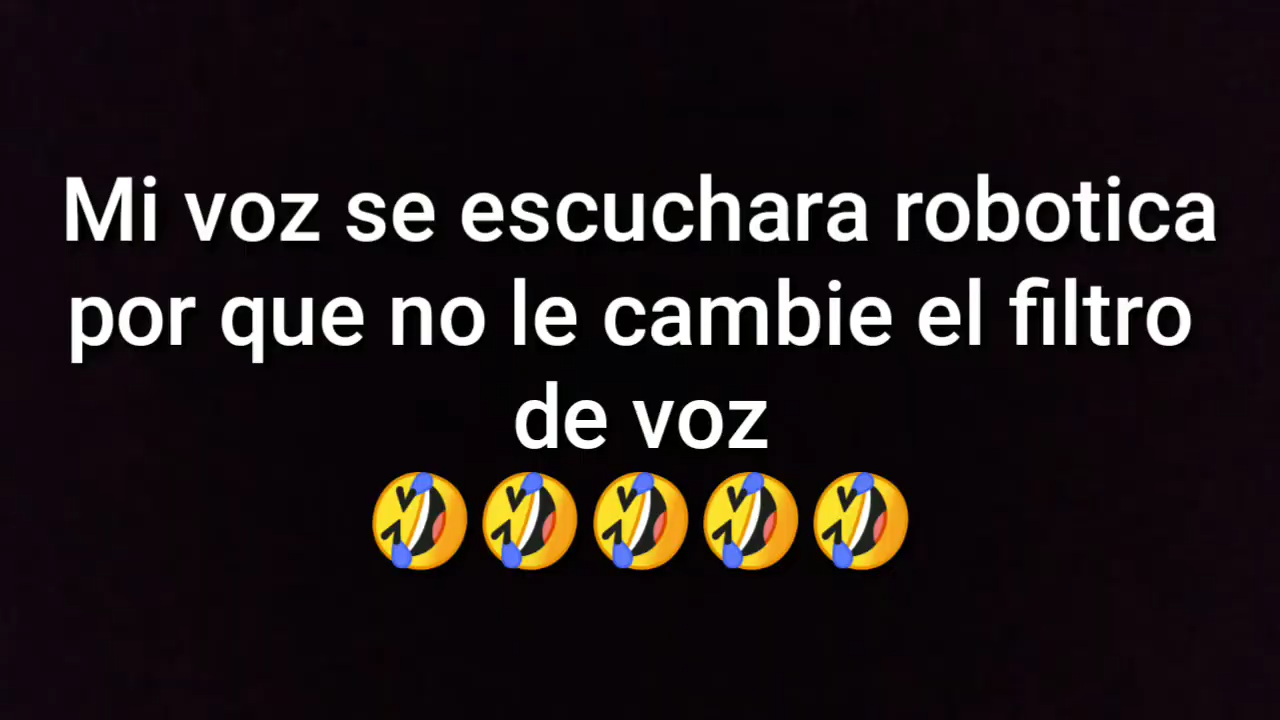 Mi voz se escuchara robotica
por que no le cambie el filtro
de voz
🤣🤣🤣🤣🤣